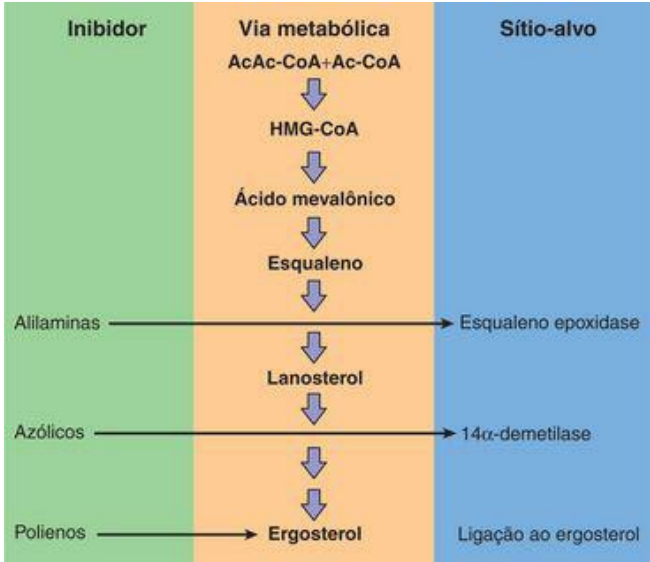 Inibidor Via metabólica Sítio-alvo
AcAc-CoA+Ac-CoA
HMG-CoA
Ácido mevalônico
Esqualeno
Alilaminas Esqualeno epoxidase
Lanosterol
Azólicos 14α-demetilase
Polienos Ergosterol Ligação ao ergosterol